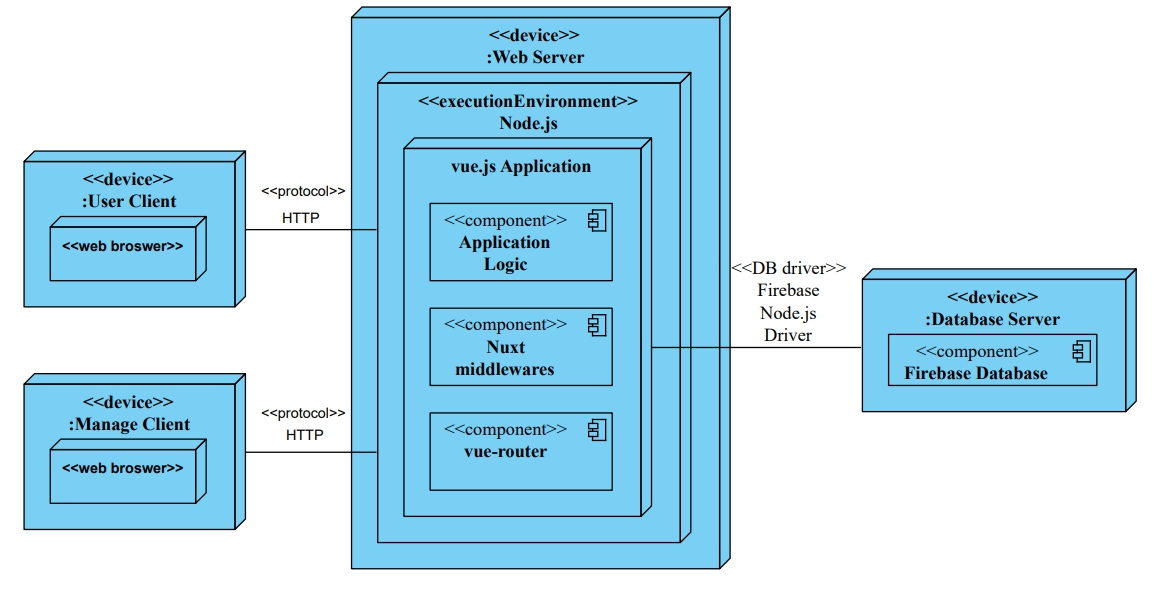 <<device>>
:User Client
<<web broswer>>
<<device>>
:Manage Client
<<web broswer>>
<<protocol>>
HTTP
<<protocol>>
HTTP
<<device>>
:Web Server
<<executionEnvironment>>
Node.js
vue.js Application
<<component>>
Application
Logic
<<component>>
Nuxt
middlewares
<<component>>
vue-router
<<DB driver>>
Firebase
Node.js
Driver
<<device>>
:Database Server
<<component>>
Firebase Database